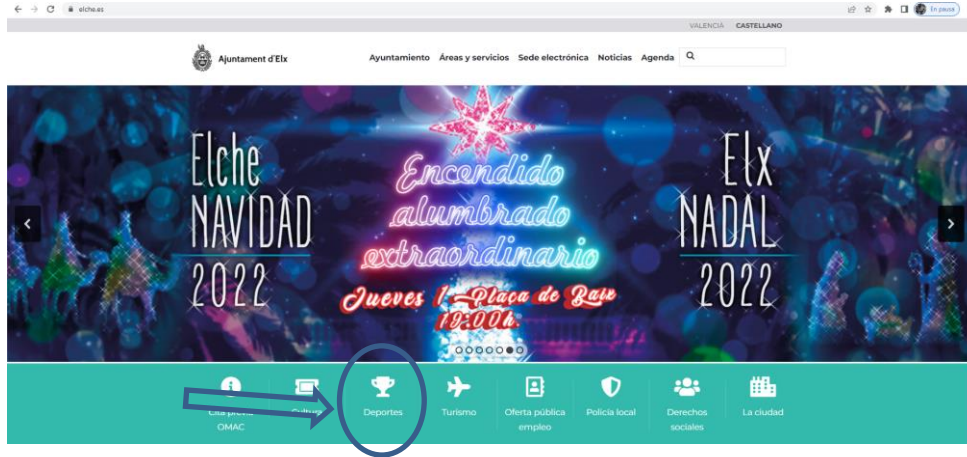 elche.es
En pausa
VALENCIÀ CASTELLANO
Ajuntament d'Elx
Ayuntamiento Áreas y servicios Sede electrónica Noticias Agenda
Elche
NAVIDAD
2022
Encendido
alumbrado
extraordinario
Jueves 1 - Plaça de Baix
19:00h.
Elx
NADAL
2022
Cita previa
OMAC
Cultura
Deportes
Turismo
Oferta pública
empleo
Policía local
Derechos
sociales
La ciudad